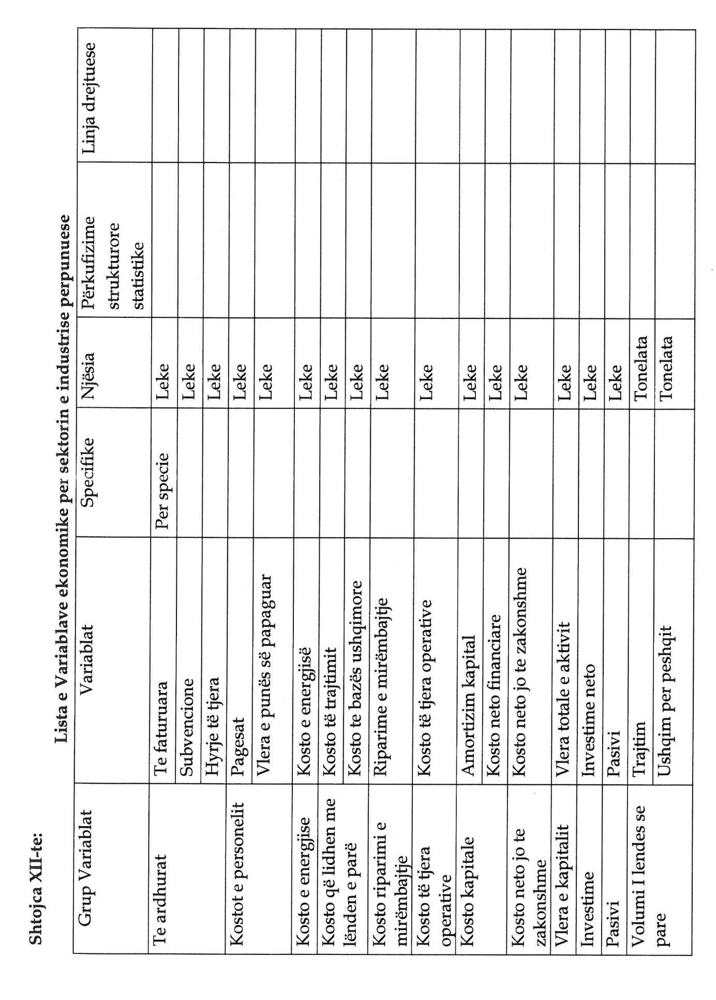 Shtojca XII-te:
Lista e Variablave ekonomike per sektorin e industrise perpunuese
Grup Variablat | Variablat | Specifike | Njësia | Përkufizime strukturore statistike | Linja drejtuese
Te ardhurat | Te faturuara | Per specie | Leke
Subvencione | Leke
Hyrje të tjera | Leke
Kostot e personelit | Pagesat | Leke
Vlera e punës së papaguar | Leke
Kosto e energjise | Kosto e energjisë | Leke
Kosto që lidhen me lënden e parë | Kosto të trajtimit | Leke
Kosto te bazës ushqimore | Leke
Kosto riparimi e mirëmbajtje | Riparime e mirëmbajtje | Leke
Kosto të tjera operative | Kosto të tjera operative | Leke
Kosto kapitale | Amortizim kapital | Leke
Kosto neto financiare | Leke
Kosto neto jo te zakonshme | Kosto neto jo te zakonshme | Leke
Vlera e kapitalit | Vlera totale e aktivit | Leke
Investime | Investime neto | Leke
Pasivi | Pasivi | Leke
Volumi I lendes se pare | Trajtim | Tonelata
Ushqim per peshqit | Tonelata